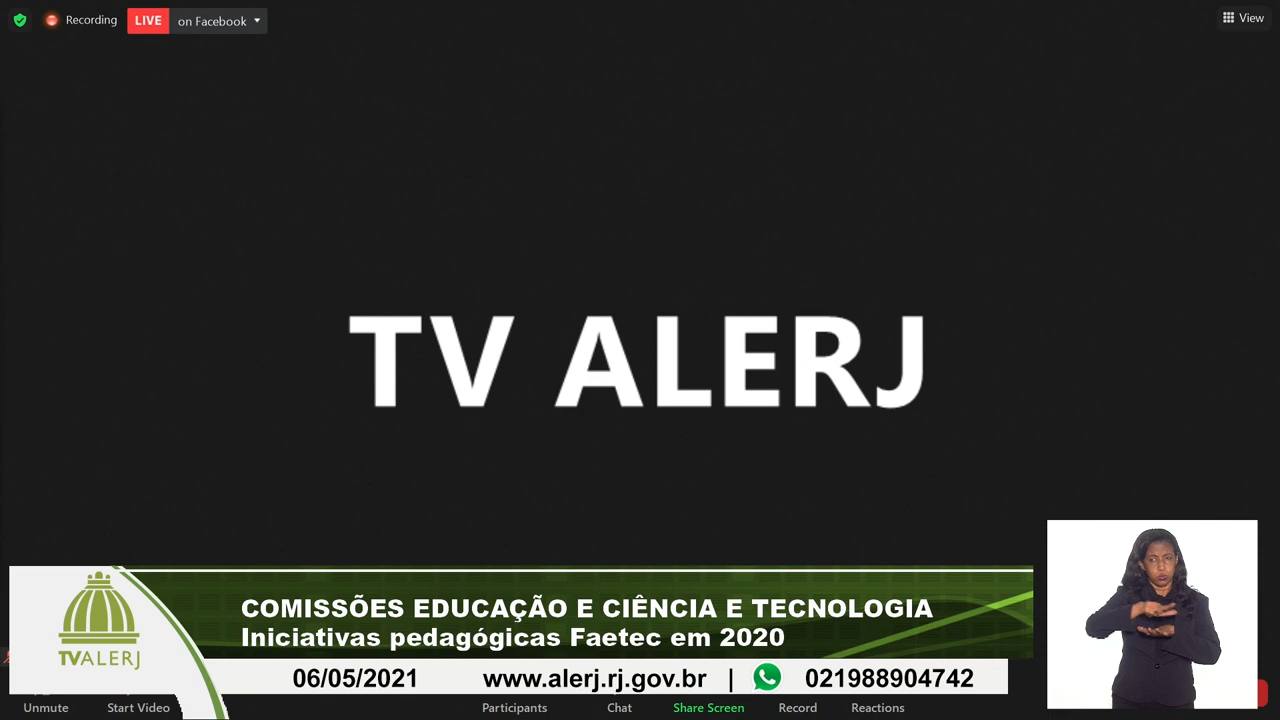 Recording
LIVE
on Facebook
View
TV ALERJ
COMISSÕES EDUCAÇÃO E CIÊNCIA E TECNOLOGIA
Iniciativas pedagógicas Faetec em 2020
TVALERJ
06/05/2021
www.alerj.rj.gov.br | 021988904742
Unmute
Start Video
Participants
Chat
Share Screen
Record
Reactions